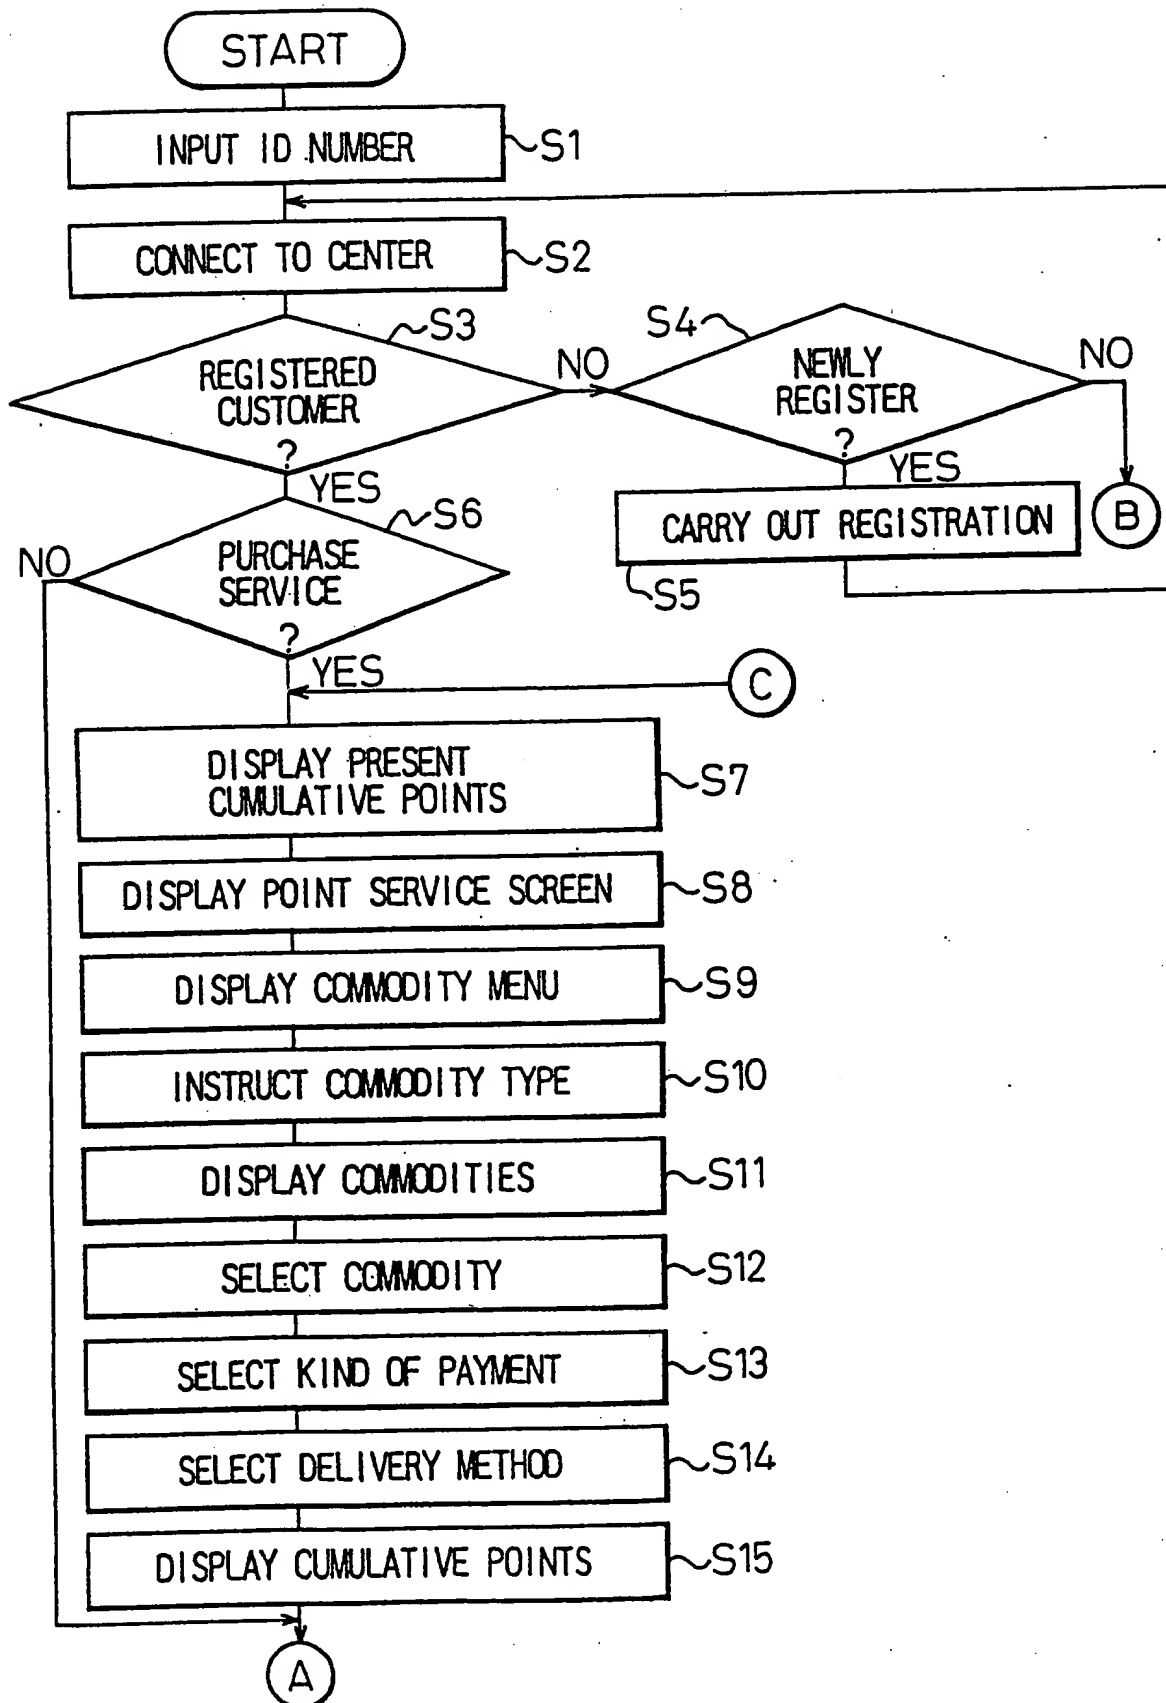 START
INPUT ID NUMBER
S1
CONNECT TO CENTER
S2
S3
REGISTERED
CUSTOMER
?
NO
YES
S4
NEWLY
REGISTER
?
NO
YES
B
CARRY OUT REGISTRATION
S5
S6
PURCHASE
SERVICE
?
NO
YES
C
DISPLAY PRESENT
CUMULATIVE POINTS
S7
DISPLAY POINT SERVICE SCREEN
S8
DISPLAY COMMODITY MENU
S9
INSTRUCT COMMODITY TYPE
S10
DISPLAY COMMODITIES
S11
SELECT COMMODITY
S12
SELECT KIND OF PAYMENT
S13
SELECT DELIVERY METHOD
S14
DISPLAY CUMULATIVE POINTS
S15
A